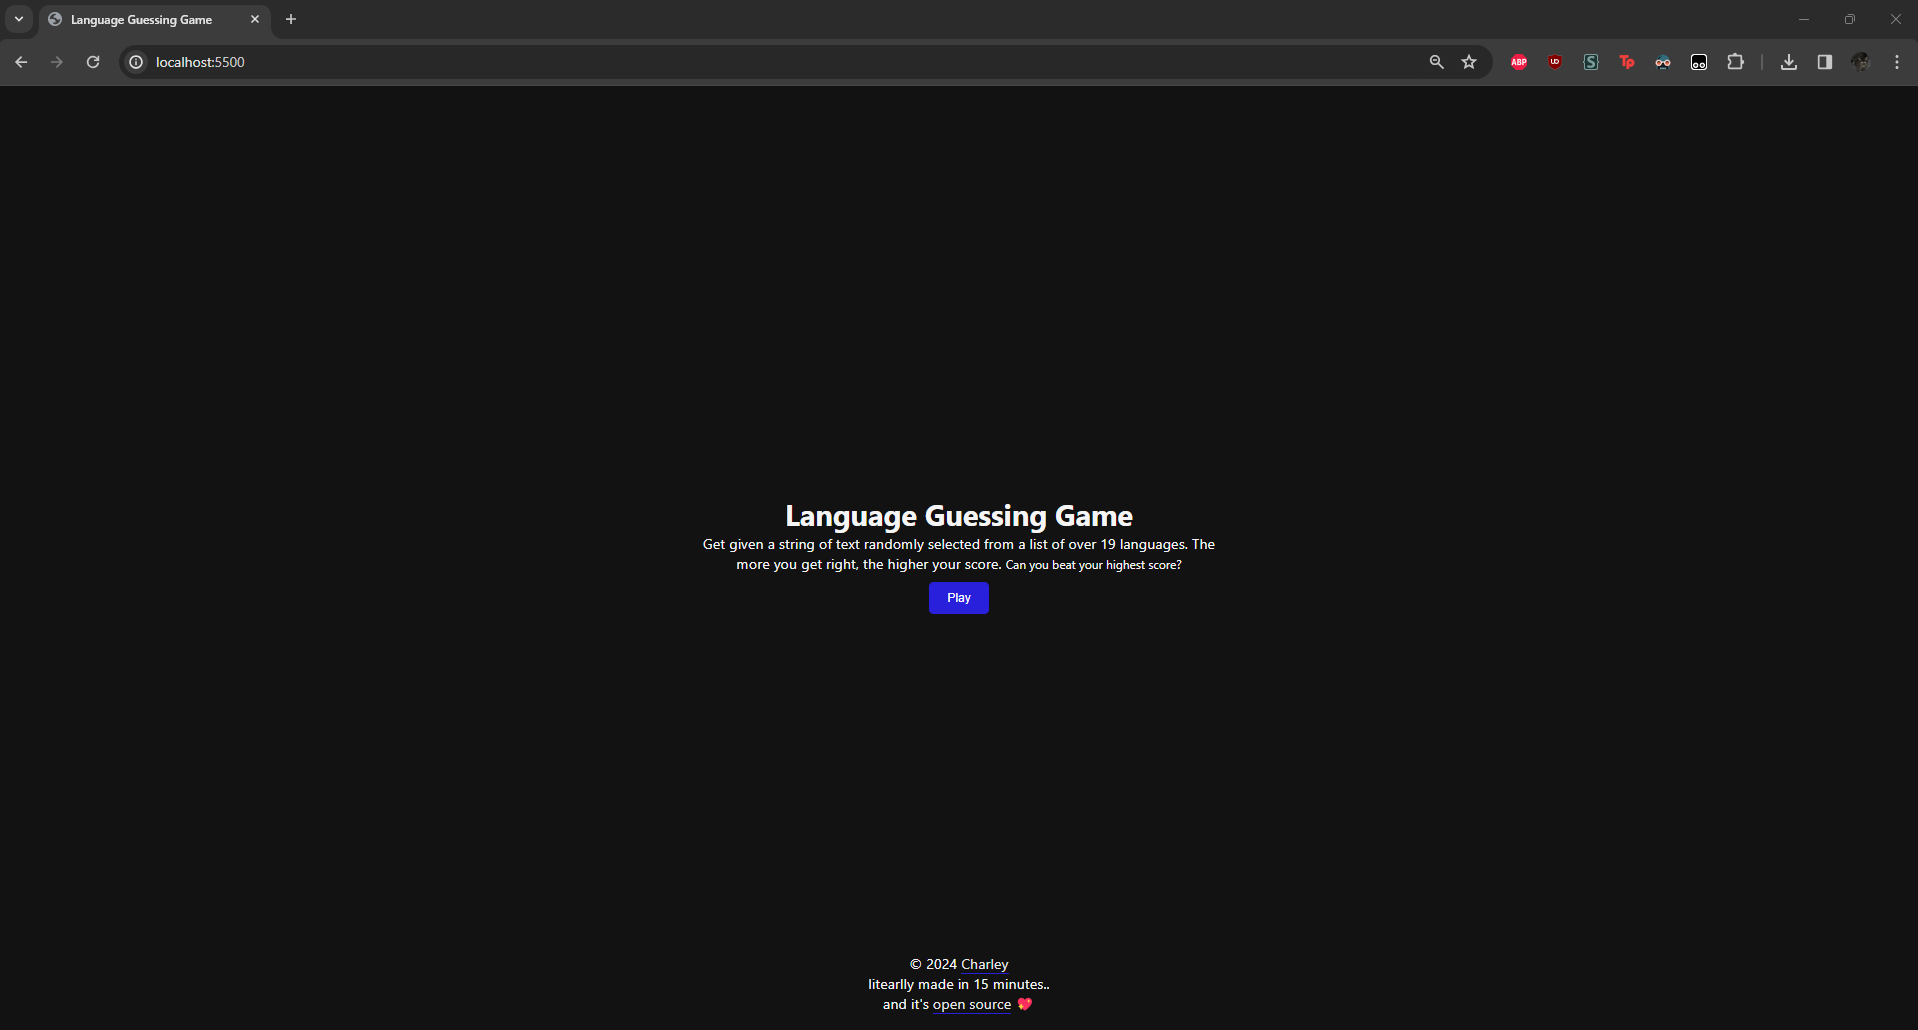 Language Guessing Game
localhost:5500
ABP
UD
S
Tp
Language Guessing Game
Get given a string of text randomly selected from a list of over 19 languages. The
more you get right, the higher your score. Can you beat your highest score?
Play
© 2024 Charley
litearlly made in 15 minutes..
and it's open source 💖